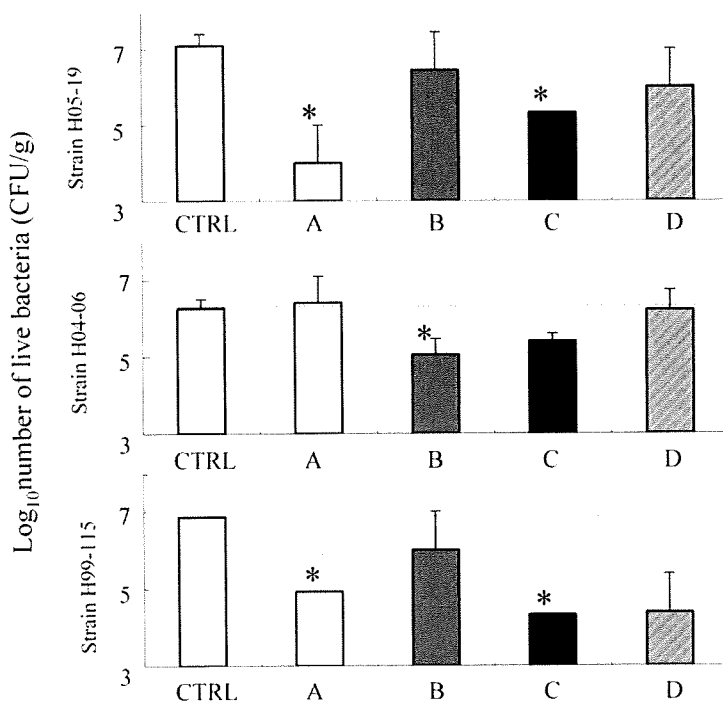 Log₁₀number of live bacteria (CFU/g)
Strain H05-19
7
5
3
*
*
CTRL A B C D
Strain H04-06
7
5
3
*
CTRL A B C D
Strain H99-115
7
5
3
*
*
CTRL A B C D